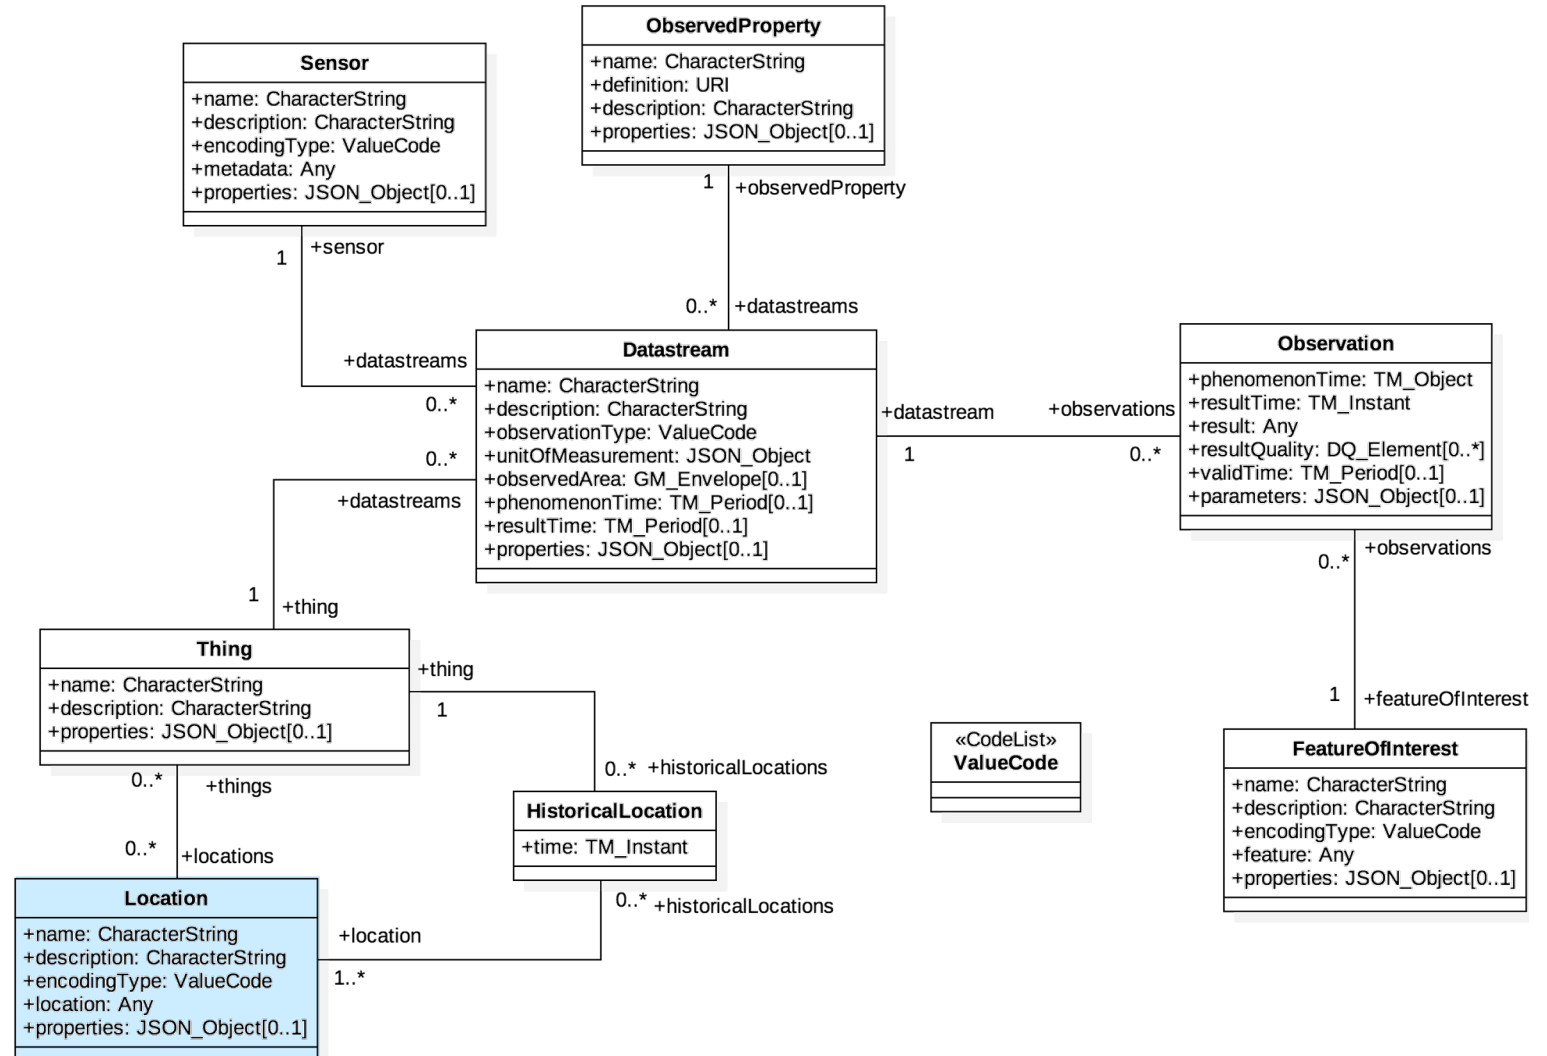 ObservedProperty
+name: CharacterString
+definition: URI
+description: CharacterString
+properties: JSON_Object[0..1]
Sensor
+name: CharacterString
+description: CharacterString
+encodingType: ValueCode
+metadata: Any
+properties: JSON_Object[0..1]
1
+observedProperty
1
+sensor
0..*
+datastreams
+datastreams
0..*
Datastream
+name: CharacterString
+description: CharacterString
+observationType: ValueCode
+unitOfMeasurement: JSON_Object
+observedArea: GM_Envelope[0..1]
+phenomenonTime: TM_Period[0..1]
+resultTime: TM_Period[0..1]
+properties: JSON_Object[0..1]
+datastream
1
+observations
0..*
Observation
+phenomenonTime: TM_Object
+resultTime: TM_Instant
+result: Any
+resultQuality: DQ_Element[0..*]
+validTime: TM_Period[0..1]
+parameters: JSON_Object[0..1]
0..*
+datastreams
1
+thing
+observations
0..*
1
+featureOfInterest
Thing
+name: CharacterString
+description: CharacterString
+properties: JSON_Object[0..1]
+thing
1
0..*
+historicalLocations
«CodeList»
ValueCode
FeatureOfInterest
+name: CharacterString
+description: CharacterString
+encodingType: ValueCode
+feature: Any
+properties: JSON_Object[0..1]
0..*
+things
0..*
+locations
HistoricalLocation
+time: TM_Instant
0..*
+historicalLocations
+location
1..*
Location
+name: CharacterString
+description: CharacterString
+encodingType: ValueCode
+location: Any
+properties: JSON_Object[0..1]